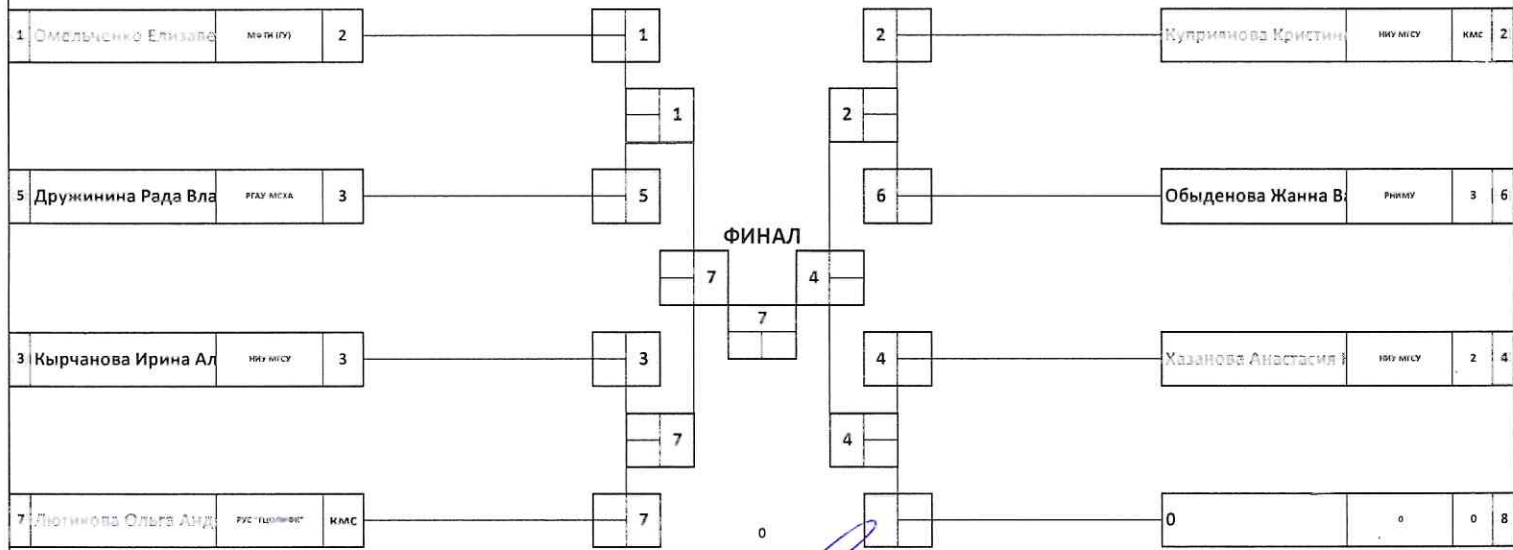 1 Омельченко Елизаве МФТИ (ГУ) 2 1 2 Куприянова Кристин НИУ МГСУ КМС 2
1 2
5 Дружинина Рада Вла РГАУ МСХА 3 5 6 Обыденова Жанна Ва РНИМУ 3 6
ФИНАЛ
7 4
7
3 Кырчанова Ирина Ал НИУ МГСУ 3 3 4 Хазанова Анастасия НИУ МГСУ 2 4
7 4
7 Лютикова Ольга Анд РУС "ГЦОЛИФК" КМС 7 0 0 0 8
0